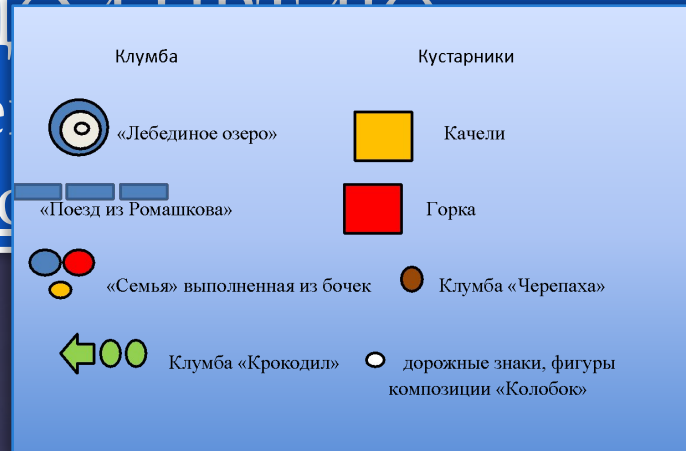 Клумба
Кустарники
«Лебединое озеро»
Качели
«Поезд из Ромашкова»
Горка
«Семья» выполненная из бочек
Клумба «Черепаха»
Клумба «Крокодил»
дорожные знаки, фигуры
композиции «Колобок»